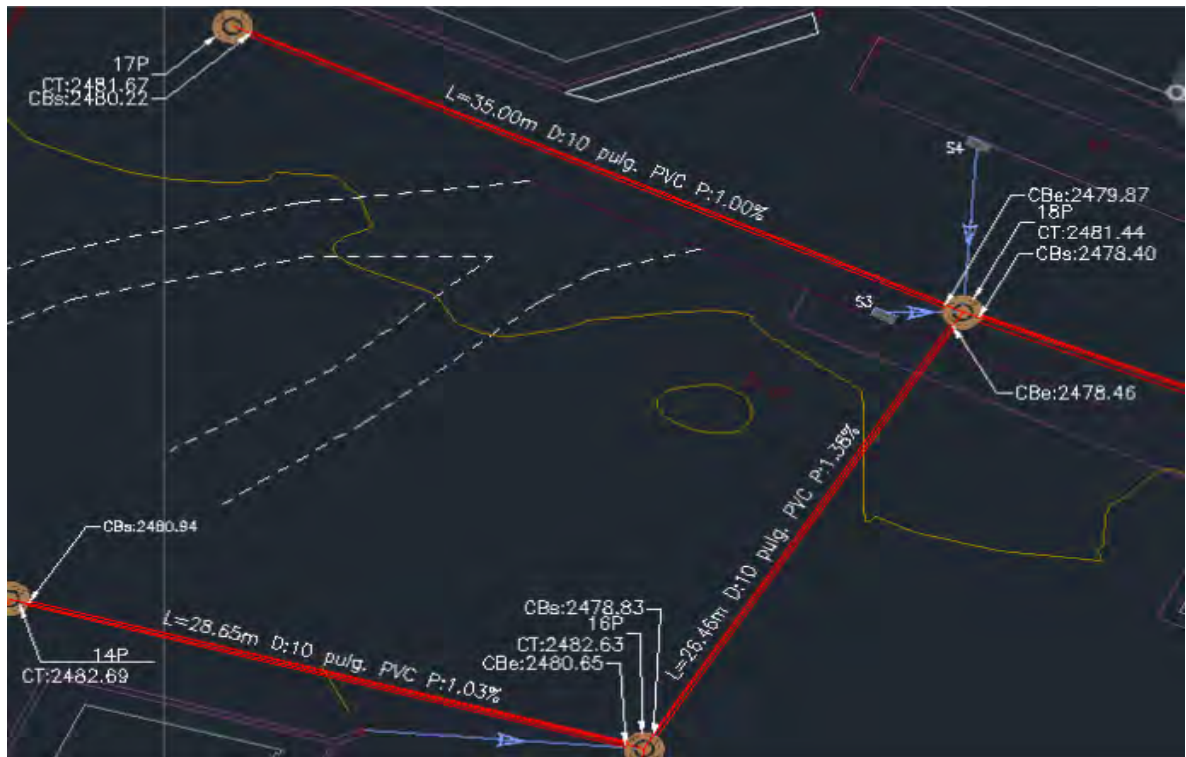 17P
CT:2481.67
CBs:2480.22
L=35.00m D:10 pulg. PVC P:1.00%
S4
CBe:2479.87
18P
CT:2481.44
CBs:2478.40
S3
CBe:2478.46
L=26.46m D:10 pulg. PVC P:1.38%
CBs:2480.94
14P
CT:2482.69
L=28.65m D:10 pulg. PVC P:1.03%
CBs:2478.83
16P
CT:2482.63
CBe:2480.65